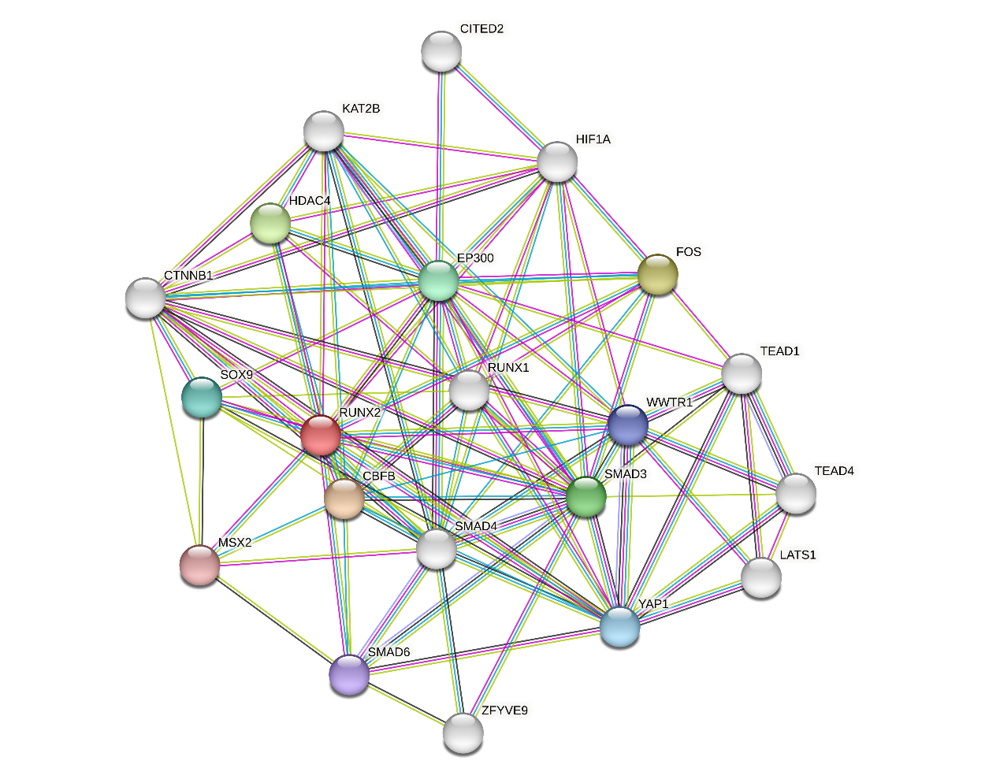 CITED2
KAT2B
HIF1A
HDAC4
FOS
EP300
CTNNB1
TEAD1
RUNX1
SOX9
WWTR1
RUNX2
TEAD4
SMAD3
CBFB
SMAD4
MSX2
LATS1
YAP1
SMAD6
ZFYVE9